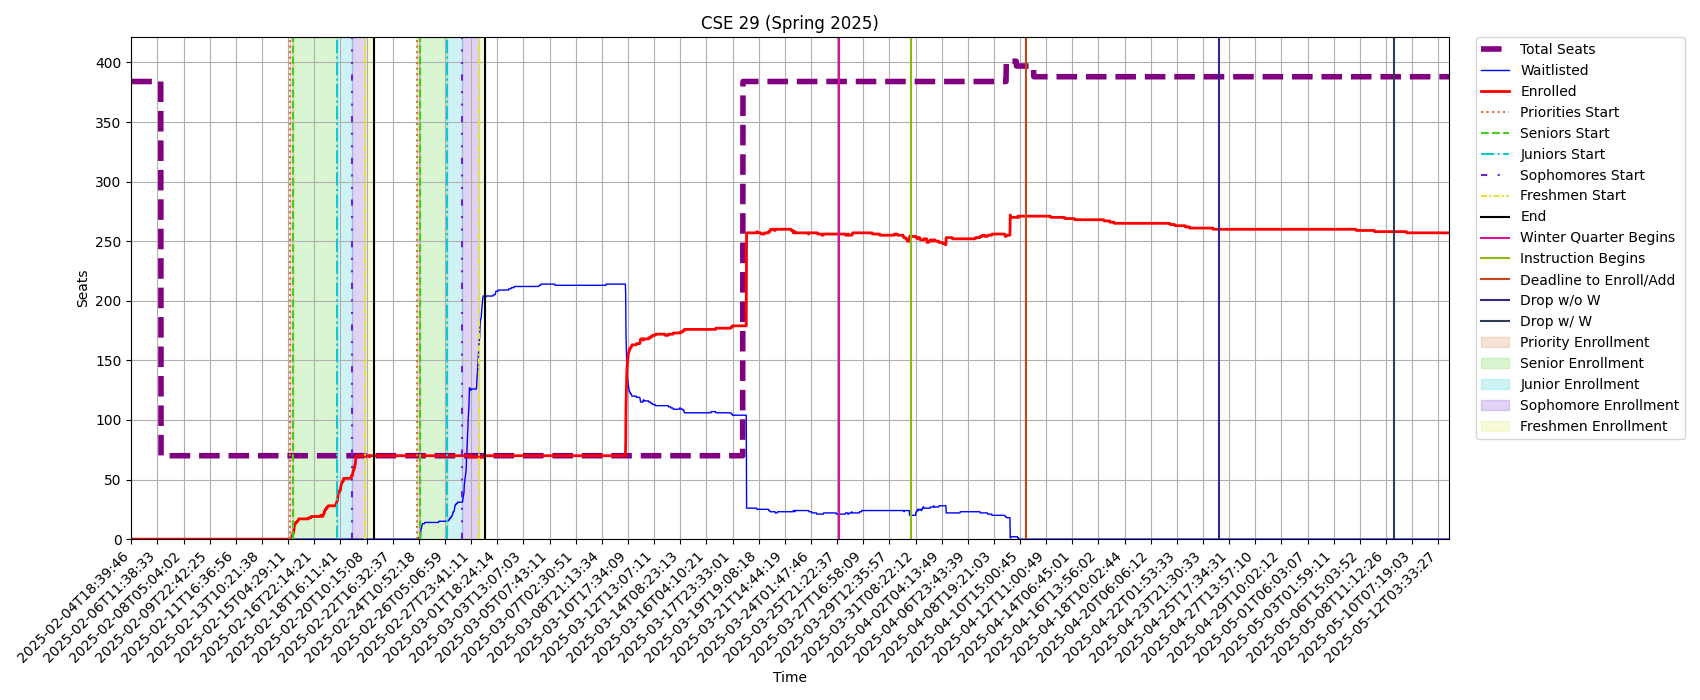 CSE 29 (Spring 2025)
Seats
400
350
300
250
200
150
100
50
0
2025-02-04T18:39:46
2025-02-06T11:38:33
2025-02-08T05:04:02
2025-02-09T22:42:25
2025-02-11T16:36:56
2025-02-13T10:21:38
2025-02-15T04:29:11
2025-02-16T22:14:21
2025-02-18T16:11:41
2025-02-20T10:15:08
2025-02-22T16:32:37
2025-02-24T10:52:18
2025-02-26T05:06:59
2025-02-27T23:41:11
2025-03-01T18:24:14
2025-03-03T13:07:03
2025-03-05T07:43:11
2025-03-07T02:30:51
2025-03-08T21:13:34
2025-03-10T17:34:09
2025-03-12T13:07:11
2025-03-14T08:23:13
2025-03-16T04:10:21
2025-03-17T23:33:01
2025-03-19T19:08:18
2025-03-21T14:44:19
2025-03-24T01:47:46
2025-03-25T21:22:37
2025-03-27T16:58:09
2025-03-29T12:35:57
2025-03-31T08:22:12
2025-04-02T04:13:49
2025-04-06T23:43:39
2025-04-08T19:21:03
2025-04-10T15:00:45
2025-04-12T11:00:49
2025-04-14T06:45:01
2025-04-16T13:56:02
2025-04-18T10:02:44
2025-04-20T06:06:12
2025-04-22T01:53:33
2025-04-23T21:30:33
2025-04-25T17:34:31
2025-04-27T13:57:10
2025-04-29T10:02:12
2025-05-01T06:03:07
2025-05-03T01:59:11
2025-05-06T15:03:52
2025-05-08T11:12:26
2025-05-10T07:19:03
2025-05-12T03:33:27
Time
Total Seats
Waitlisted
Enrolled
Priorities Start
Seniors Start
Juniors Start
Sophomores Start
Freshmen Start
End
Winter Quarter Begins
Instruction Begins
Deadline to Enroll/Add
Drop w/o W
Drop w/ W
Priority Enrollment
Senior Enrollment
Junior Enrollment
Sophomore Enrollment
Freshmen Enrollment